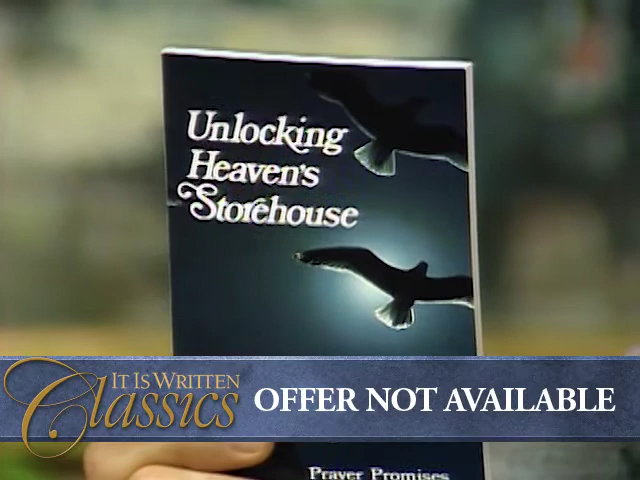 Unlocking
Heaven's
Storehouse
IT IS WRITTEN
Classics
OFFER NOT AVAILABLE
Prayer Promises